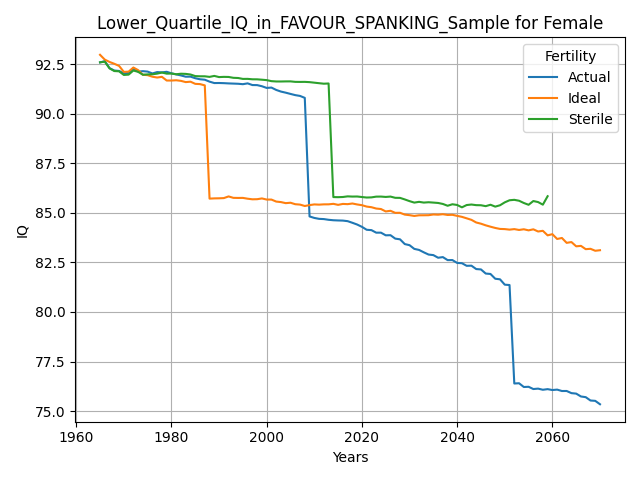 Lower_Quartile_IQ_in_FAVOUR_SPANKING_Sample for Female
Fertility
Actual
Ideal
Sterile
92.5
90.0
87.5
85.0
82.5
80.0
77.5
75.0
IQ
1960 1980 2000 2020 2040 2060
Years